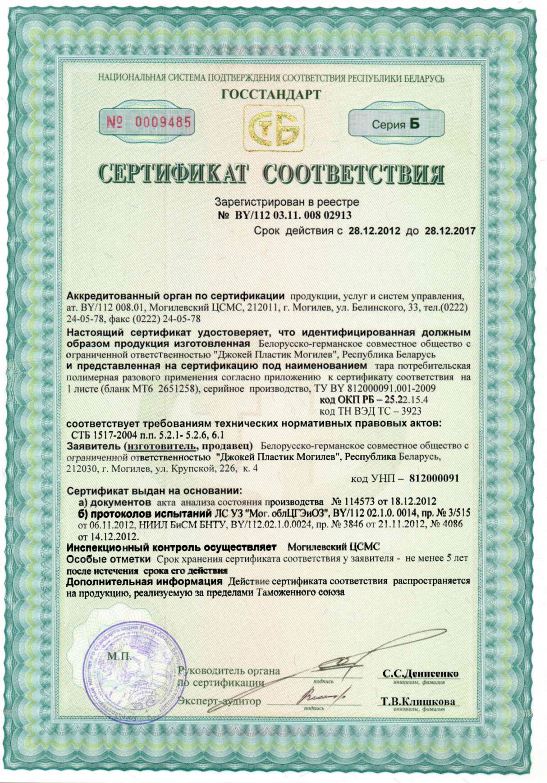 НАЦИОНАЛЬНАЯ СИСТЕМА ПОДТВЕРЖДЕНИЯ СООТВЕТСТВИЯ РЕСПУБЛИКИ БЕЛАРУСЬ
ГОССТАНДАРТ
№ 0009485
Серия Б
СЕРТИФИКАТ СООТВЕТСТВИЯ
Зарегистрирован в реестре
№ BY/112 03.11. 008 02913
Срок действия с 28.12.2012 до 28.12.2017
Аккредитованный орган по сертификации продукции, услуг и систем управления,
ат. BY/112 008.01, Могилевский ЦСМС, 212011, г. Могилев, ул. Белинского, 33, тел.(0222)
24-05-78, факс (0222) 24-05-78
Настоящий сертификат удостоверяет, что идентифицированная должным
образом продукция изготовленная Белорусско-германское совместное общество с
ограниченной ответственностью "Джокей Пластик Могилев", Республика Беларусь
и представленная на сертификацию под наименованием тара потребительская
полимерная разового применения согласно приложению к сертификату соответствия на
1 листе (бланк МТ6 2651258), серийное производство, ТУ BY 812000091.001-2009
код ОКП РБ – 25.22.15.4
код ТН ВЭД ТС – 3923
соответствует требованиям технических нормативных правовых актов:
СТБ 1517-2004 п.п. 5.2.1- 5.2.6, 6.1
Заявитель (изготовитель, продавец) Белорусско-германское совместное общество с
ограниченной ответственностью "Джокей Пластик Могилев", Республика Беларусь,
212030, г. Могилев, ул. Крупской, 226, к. 4
код УНП – 812000091
Сертификат выдан на основании:
а) документов акта анализа состояния производства № 114573 от 18.12.2012
б) протоколов испытаний ЛС УЗ "Мог. облЦГЭиОЗ", BY/112 02.1.0. 0014, пр. № 3/515
от 06.11.2012, НИИЛ БиСМ БНТУ, BY/112 02.1.0.0014, пр. № 3846 от 21.11.2012, № 4086
от 14.12.2012.
Инспекционный контроль осуществляет Могилевский ЦСМС
Особые отметки Срок хранения сертификата соответствия у заявителя - не менее 5 лет
после истечения срока его действия
Дополнительная информация Действие сертификата соответствия распространяется
на продукцию, реализуемую за пределами Таможенного союза
М.П.
Руководитель органа
по сертификации
подпись
С.С.Денисенко
инициалы, фамилия
Эксперт-аудитор
подпись
Т.В.Клишкова
инициалы, фамилия